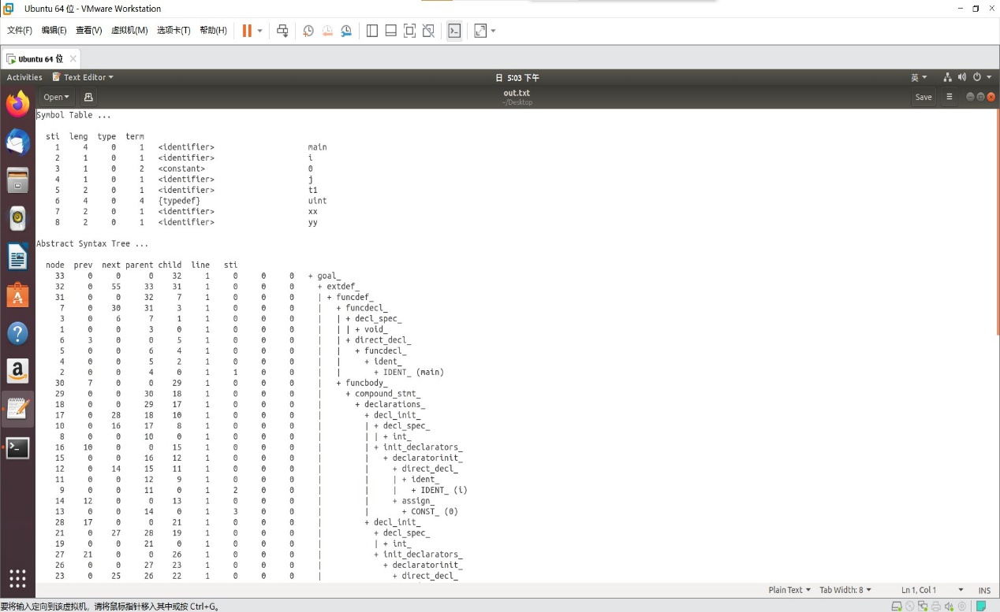 Ubuntu 64 位 - VMware Workstation
文件(F) 编辑(E) 查看(V) 虚拟机(M) 选项卡(T) 帮助(H)
Ubuntu 64 位
Activities Text Editor 日 5:03 下午 英
Open out.txt Save
~/Desktop
Symbol Table ...
sti leng type term
1 4 0 1 <identifier> main
2 1 0 1 <identifier> i
3 1 0 2 <constant> 0
4 1 0 1 <identifier> j
5 2 0 1 <identifier> t1
6 4 0 4 {typedef} uint
7 2 0 1 <identifier> xx
8 2 0 1 <identifier> yy
Abstract Syntax Tree ...
node prev next parent child line sti
33 0 0 0 32 1 0 0 0 + goal_
32 0 55 33 31 1 0 0 0 + extdef_
31 0 0 32 7 1 0 0 0 | + funcdef_
7 0 30 31 3 1 0 0 0 | + funcdecl_
3 0 6 7 1 1 0 0 0 | | + decl_spec_
1 0 0 3 0 1 0 0 0 | | | + void_
6 3 0 0 5 1 0 0 0 | | + direct_decl_
5 0 0 6 4 1 0 0 0 | | + funcdecl_
4 0 0 5 2 1 0 0 0 | | + ident_
2 0 0 4 0 1 1 0 0 | | + IDENT_ (main)
30 7 0 0 29 1 0 0 0 | + funcbody_
29 0 0 30 18 1 0 0 0 | + compound_stmt_
18 0 0 29 17 1 0 0 0 | + declarations_
17 0 28 18 10 1 0 0 0 | + decl_init_
10 0 16 17 8 1 0 0 0 | | + decl_spec_
8 0 0 10 0 1 0 0 0 | | | + int_
16 10 0 0 15 1 0 0 0 | | + init_declarators_
15 0 0 16 12 1 0 0 0 | | + declaratorinit_
12 0 14 15 11 1 0 0 0 | | + direct_decl_
11 0 0 12 9 1 0 0 0 | | | + ident_
9 0 0 11 0 1 2 0 0 | | | + IDENT_ (i)
14 12 0 0 13 1 0 0 0 | | + assign_
13 0 0 14 0 1 3 0 0 | | + CONST_ (0)
28 17 0 0 21 1 0 0 0 | + decl_init_
21 0 27 28 19 1 0 0 0 | + decl_spec_
19 0 0 21 0 1 0 0 0 | | + int_
27 21 0 0 26 1 0 0 0 | + init_declarators_
26 0 0 27 23 1 0 0 0 | + declaratorinit_
23 0 25 26 22 1 0 0 0 | + direct_decl_
Plain Text Tab Width: 8 Ln 1, Col 1 INS
要将输入定向到该虚拟机，请将鼠标指针移入其中或按 Ctrl+G。